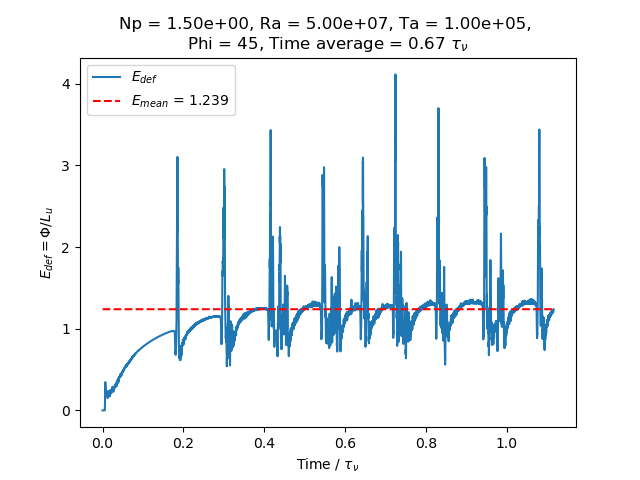 Np = 1.50e+00, Ra = 5.00e+07, Ta = 1.00e+05,
Phi = 45, Time average = 0.67 τ_ν
E_def
E_mean = 1.239
E_def = Φ/L_u
4
3
2
1
0
0.0 0.2 0.4 0.6 0.8 1.0
Time / τ_ν